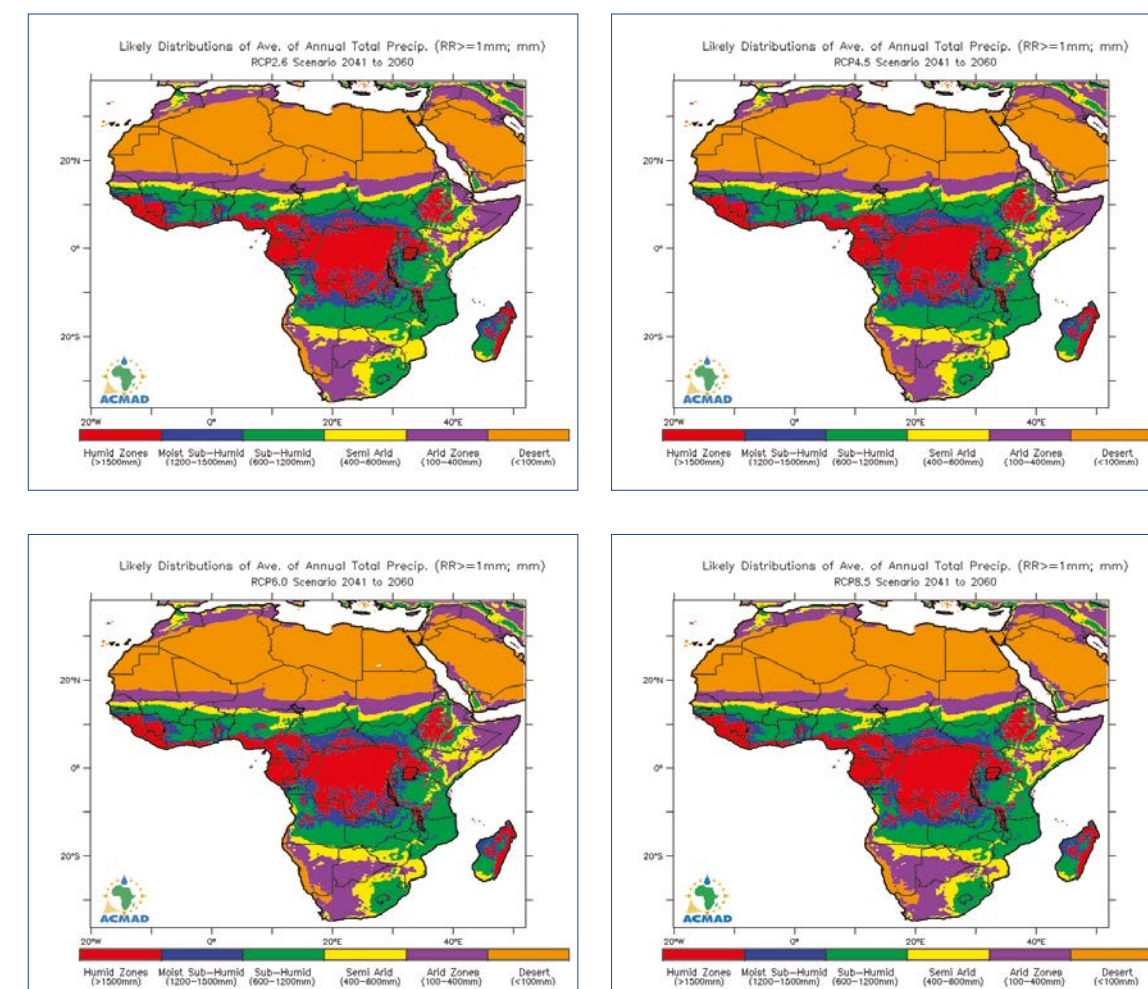 Likely Distributions of Ave. of Annual Total Precip. (RR>=1mm; mm)
RCP2.6 Scenario 2041 to 2060
20°N
0°
20°S
ACMAD
20°W 0° 20°E 40°E
Humid Zones Moist Sub-Humid Sub-Humid Semi Arid Arid Zones Desert
(>1500mm) (1200-1500mm) (600-1200mm) (400-600mm) (100-400mm) (<100mm)
Likely Distributions of Ave. of Annual Total Precip. (RR>=1mm; mm)
RCP4.5 Scenario 2041 to 2060
20°N
0°
20°S
ACMAD
20°W 0° 20°E 40°E
Humid Zones Moist Sub-Humid Sub-Humid Semi Arid Arid Zones Desert
(>1500mm) (1200-1500mm) (600-1200mm) (400-600mm) (100-400mm) (<100mm)
Likely Distributions of Ave. of Annual Total Precip. (RR>=1mm; mm)
RCP6.0 Scenario 2041 to 2060
20°N
0°
20°S
ACMAD
20°W 0° 20°E 40°E
Humid Zones Moist Sub-Humid Sub-Humid Semi Arid Arid Zones Desert
(>1500mm) (1200-1500mm) (600-1200mm) (400-600mm) (100-400mm) (<100mm)
Likely Distributions of Ave. of Annual Total Precip. (RR>=1mm; mm)
RCP8.5 Scenario 2041 to 2060
20°N
0°
20°S
ACMAD
20°W 0° 20°E 40°E
Humid Zones Moist Sub-Humid Sub-Humid Semi Arid Arid Zones Desert
(>1500mm) (1200-1500mm) (600-1200mm) (400-600mm) (100-400mm) (<100mm)